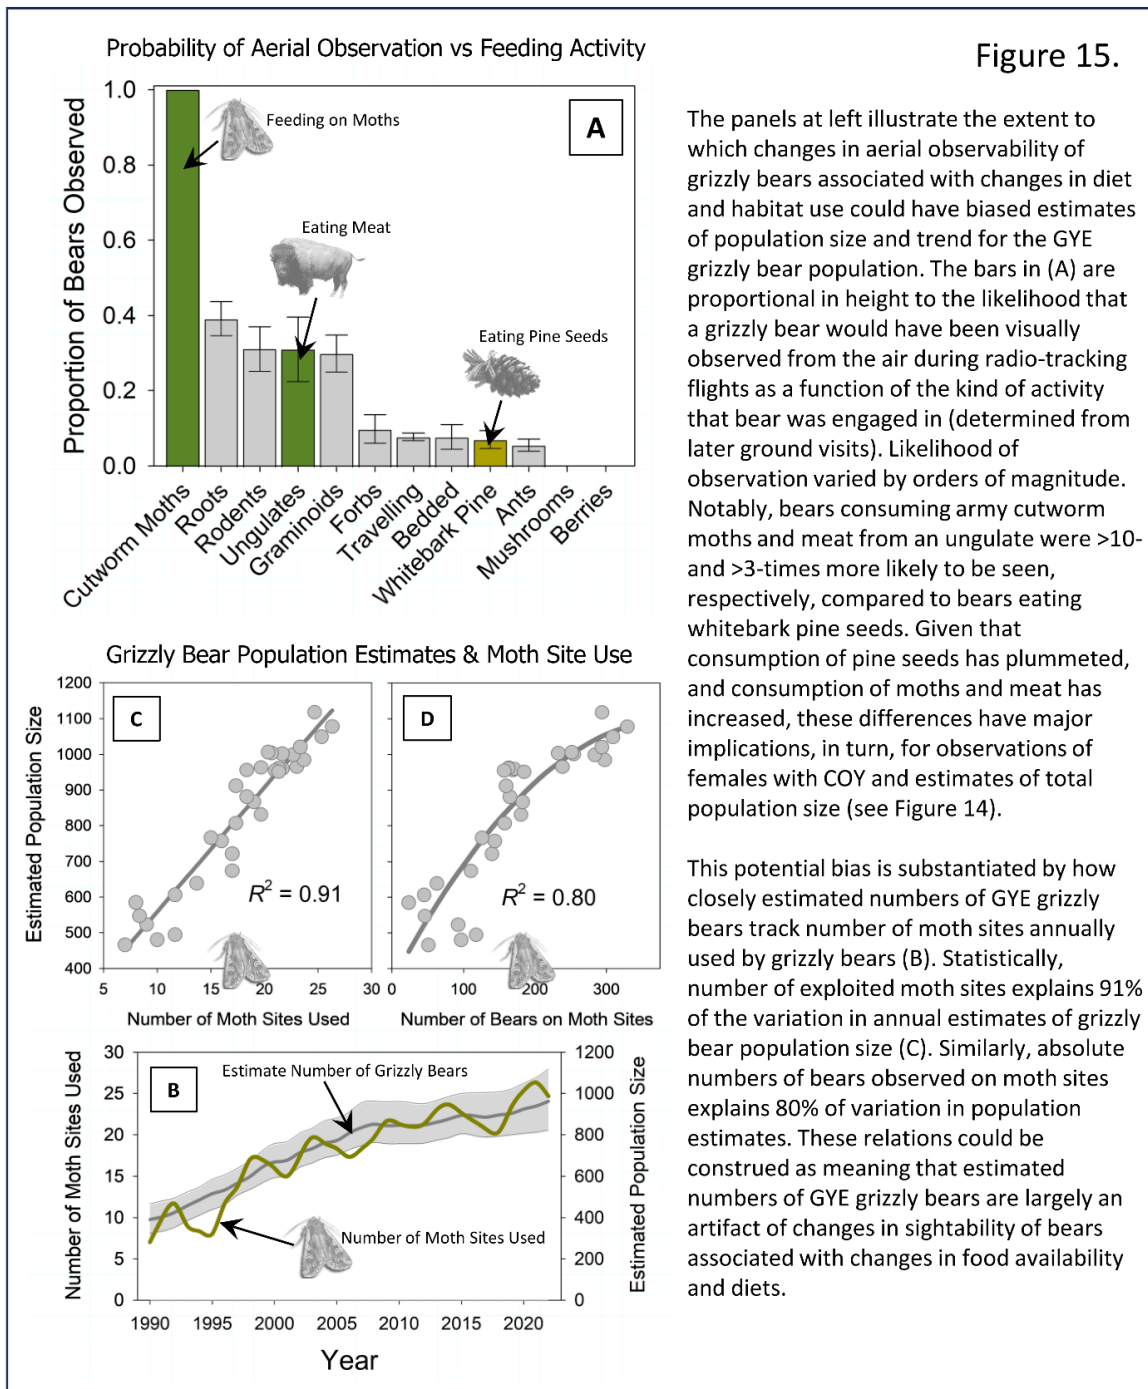 Probability of Aerial Observation vs Feeding Activity
Proportion of Bears Observed
1.0
0.8
0.6
0.4
0.2
0.0
A
Feeding on Moths
Eating Meat
Eating Pine Seeds
Cutworm Moths
Roots
Rodents
Ungulates
Graminoids
Forbs
Travelling
Bedded
Whitebark Pine
Ants
Mushrooms
Berries
Grizzly Bear Population Estimates & Moth Site Use
Estimated Population Size
1200
1100
1000
900
800
700
600
500
400
C
R² = 0.91
5 10 15 20 25 30
Number of Moth Sites Used
D
R² = 0.80
0 100 200 300
Number of Bears on Moth Sites
Number of Moth Sites Used
30
25
20
15
10
5
0
B
Estimate Number of Grizzly Bears
Number of Moth Sites Used
1200
1000
800
600
400
200
0
Estimated Population Size
1990 1995 2000 2005 2010 2015 2020
Year
Figure 15.
The panels at left illustrate the extent to
which changes in aerial observability of
grizzly bears associated with changes in diet
and habitat use could have biased estimates
of population size and trend for the GYE
grizzly bear population. The bars in (A) are
proportional in height to the likelihood that
a grizzly bear would have been visually
observed from the air during radio-tracking
flights as a function of the kind of activity
that bear was engaged in (determined from
later ground visits). Likelihood of
observation varied by orders of magnitude.
Notably, bears consuming army cutworm
moths and meat from an ungulate were >10-
and >3-times more likely to be seen,
respectively, compared to bears eating
whitebark pine seeds. Given that
consumption of pine seeds has plummeted,
and consumption of moths and meat has
increased, these differences have major
implications, in turn, for observations of
females with COY and estimates of total
population size (see Figure 14).
This potential bias is substantiated by how
closely estimated numbers of GYE grizzly
bears track number of moth sites annually
used by grizzly bears (B). Statistically,
number of exploited moth sites explains 91%
of the variation in annual estimates of grizzly
bear population size (C). Similarly, absolute
numbers of bears observed on moth sites
explains 80% of variation in population
estimates. These relations could be
construed as meaning that estimated
numbers of GYE grizzly bears are largely an
artifact of changes in sightability of bears
associated with changes in food availability
and diets.